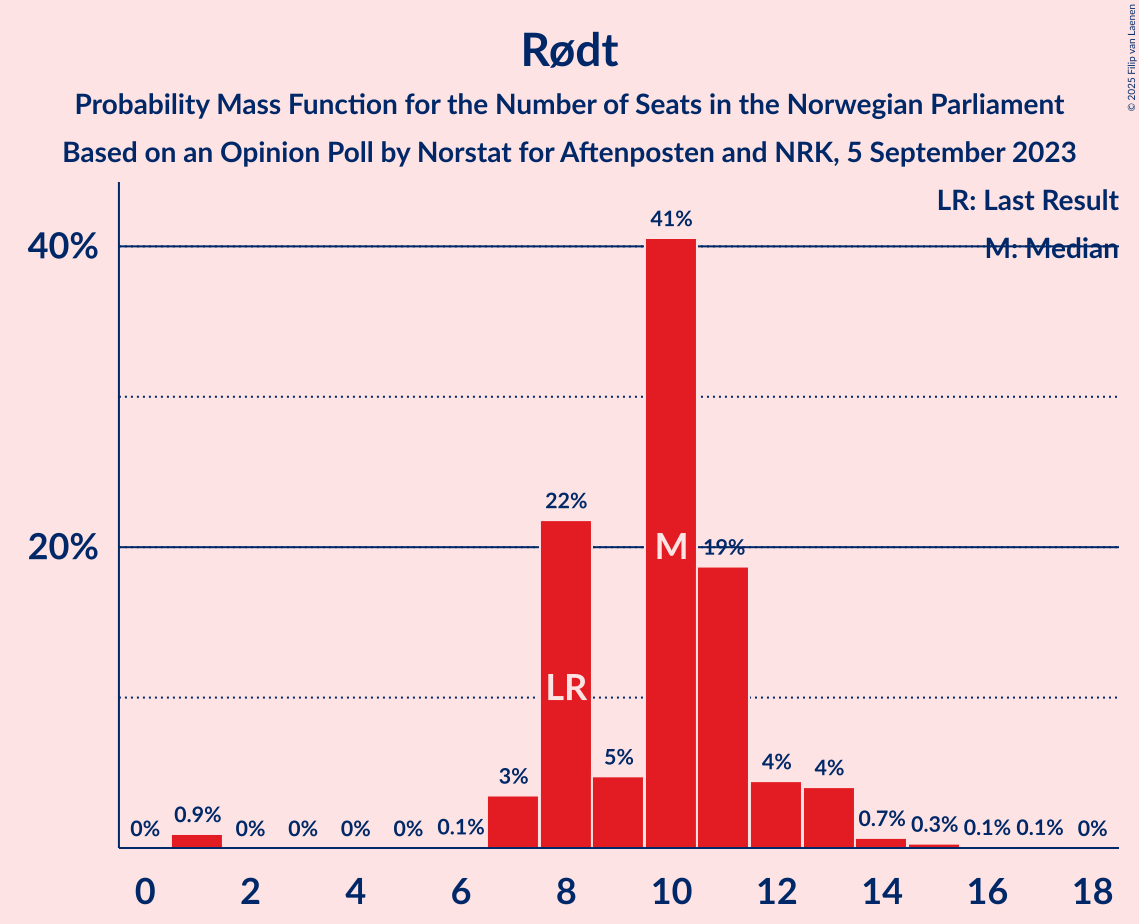 Rødt
Probability Mass Function for the Number of Seats in the Norwegian Parliament
Based on an Opinion Poll by Norstat for Aftenposten and NRK, 5 September 2023
© 2025 Filip van Laenen
LR: Last Result
M: Median
40%
20%
41%
22%
19%
M
LR
5%
4%
4%
3%
0%
0.9%
0%
0%
0%
0%
0.1%
0.7%
0.3%
0.1%
0.1%
0%
0 2 4 6 8 10 12 14 16 18